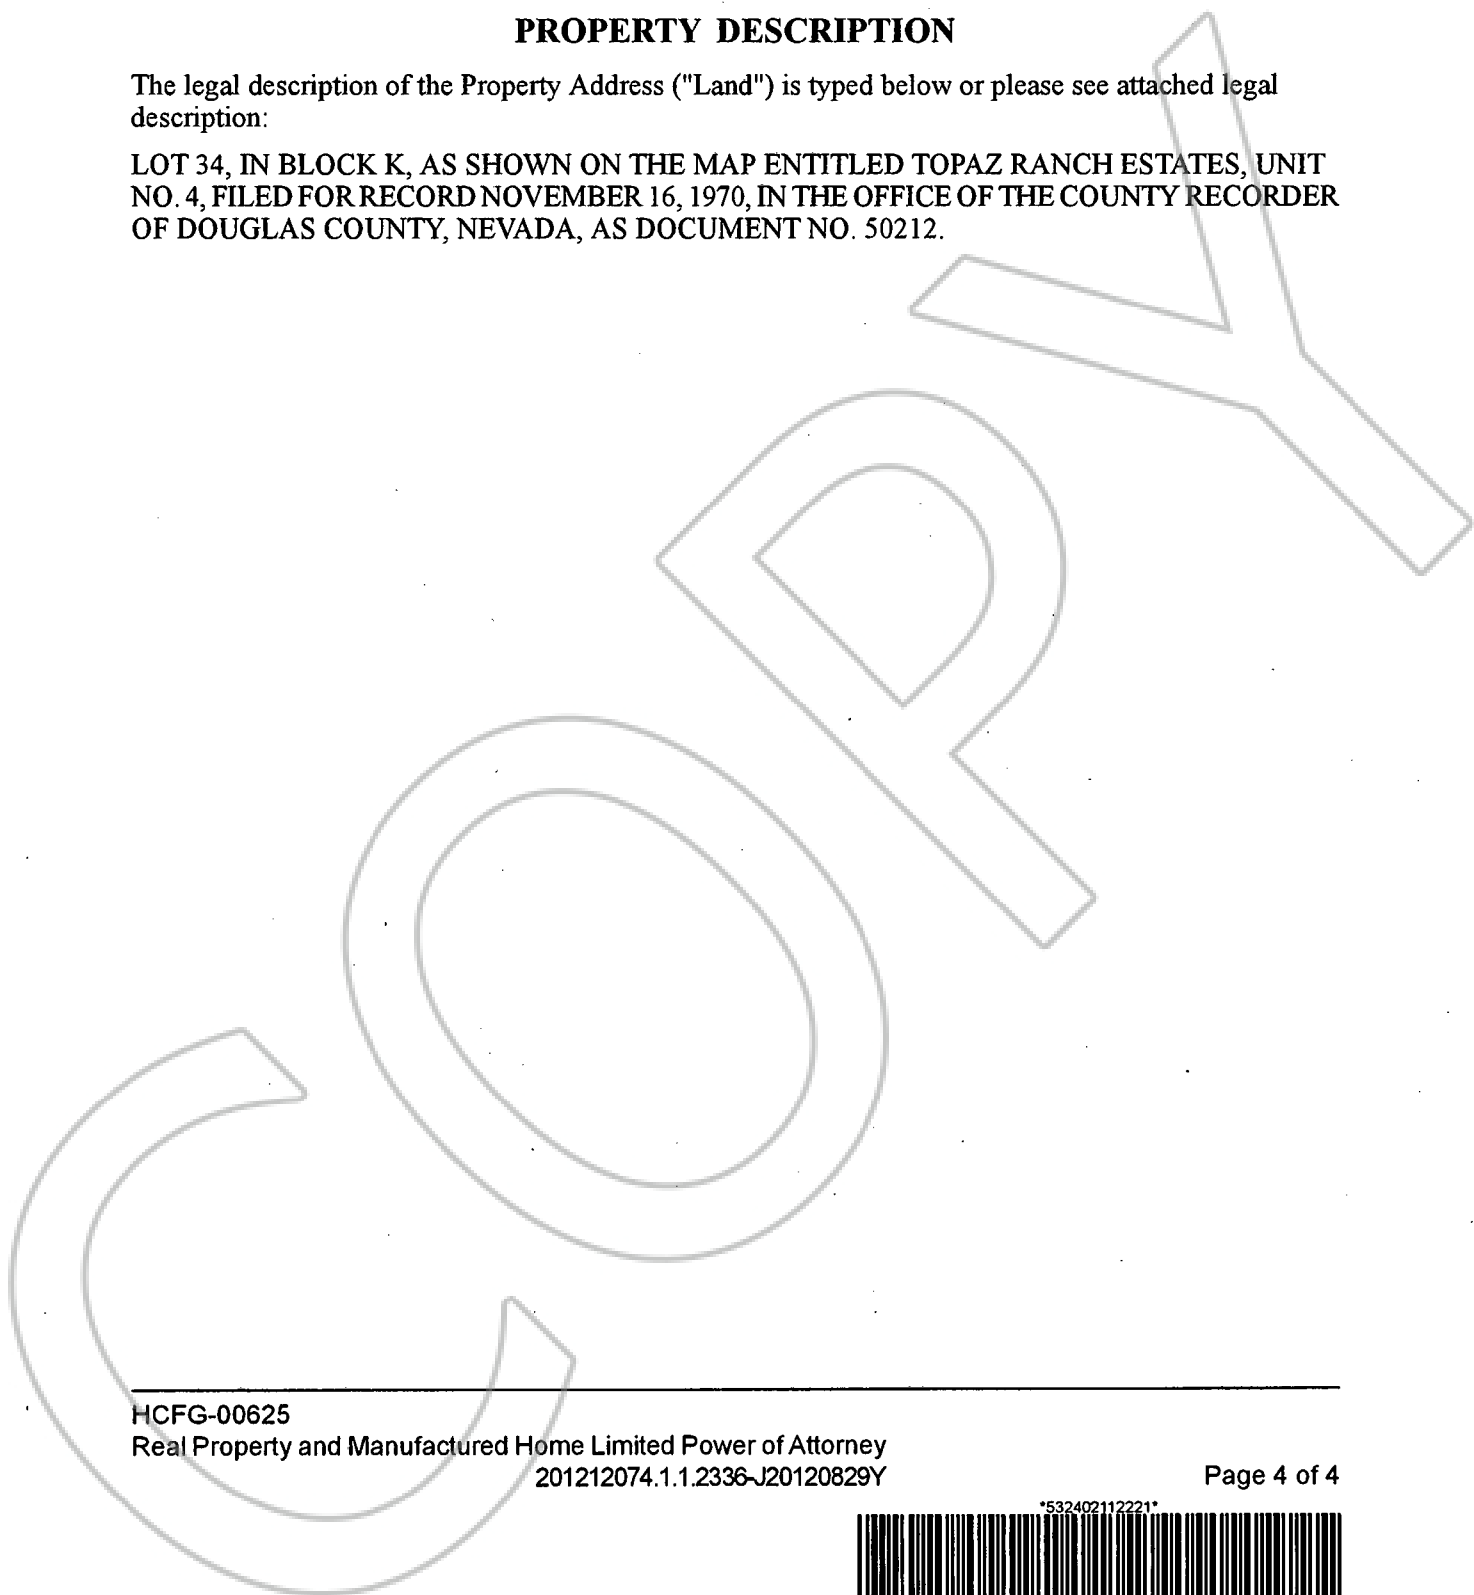 PROPERTY DESCRIPTION
The legal description of the Property Address ("Land") is typed below or please see attached legal
description:
LOT 34, IN BLOCK K, AS SHOWN ON THE MAP ENTITLED TOPAZ RANCH ESTATES, UNIT
NO. 4, FILED FOR RECORD NOVEMBER 16, 1970, IN THE OFFICE OF THE COUNTY RECORDER
OF DOUGLAS COUNTY, NEVADA, AS DOCUMENT NO. 50212.
COPY
HCFG-00625
Real Property and Manufactured Home Limited Power of Attorney
201212074.1.1.2336-J20120829Y
Page 4 of 4
*532402112221*